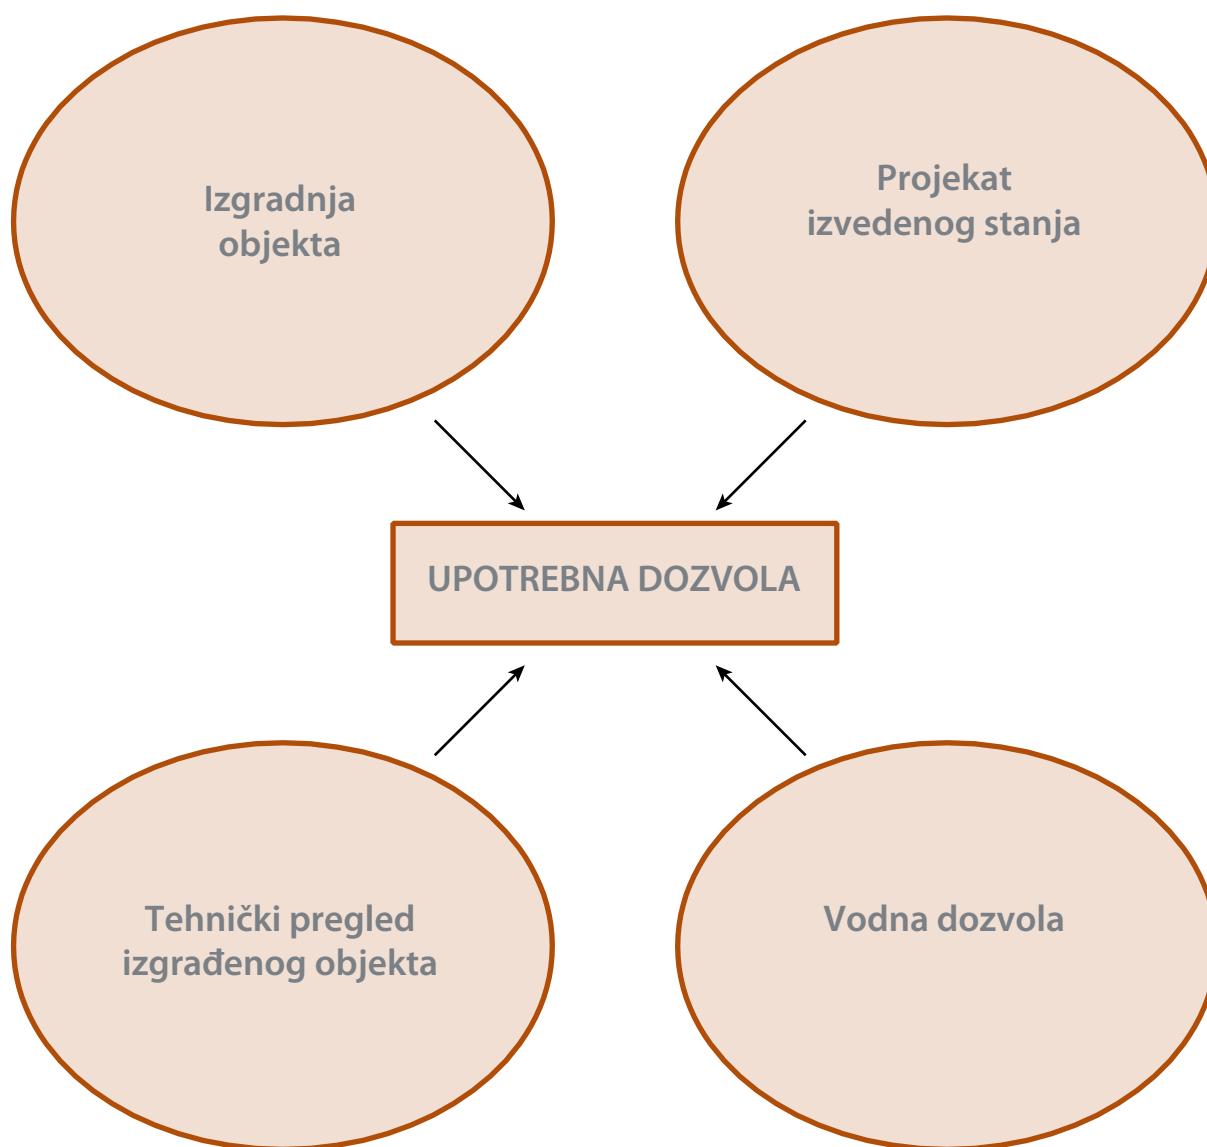 Izgradnja
objekta
Projekat
izvedenog stanja
UPOTREBNA DOZVOLA
Tehnički pregled
izgrađenog objekta
Vodna dozvola